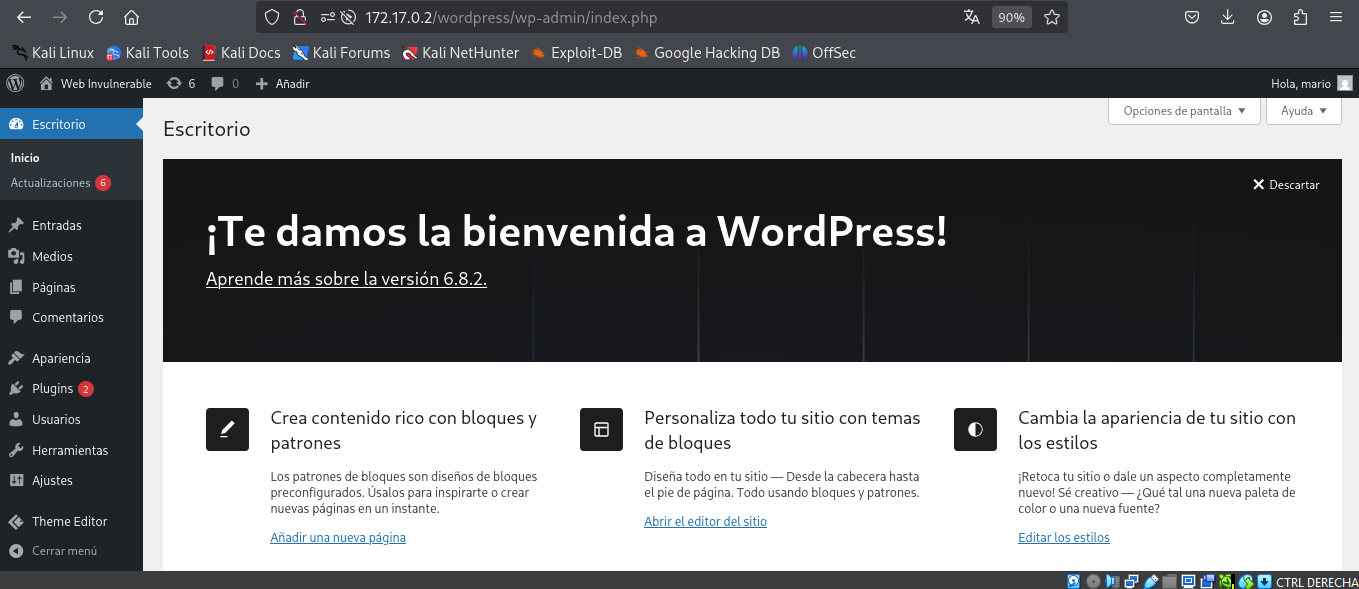 172.17.0.2/wordpress/wp-admin/index.php
90%
Kali Linux Kali Tools Kali Docs Kali Forums Kali NetHunter Exploit-DB Google Hacking DB OffSec
Web Invulnerable 6 0 Añadir Hola, mario
Opciones de pantalla Ayuda
Escritorio
Inicio
Actualizaciones 6
Entradas
Medios
Páginas
Comentarios
Apariencia
Plugins 2
Usuarios
Herramientas
Ajustes
Theme Editor
Cerrar menú
Escritorio
Descartar
¡Te damos la bienvenida a WordPress!
Aprende más sobre la versión 6.8.2.
Crea contenido rico con bloques y
patrones
Los patrones de bloques son diseños de bloques
preconfigurados. Úsalos para inspirarte o crear
nuevas páginas en un instante.
Añadir una nueva página
Personaliza todo tu sitio con temas
de bloques
Diseña todo en tu sitio — Desde la cabecera hasta
el pie de página. Todo usando bloques y patrones.
Abrir el editor del sitio
Cambia la apariencia de tu sitio con
los estilos
¡Retoca tu sitio o dale un aspecto completamente
nuevo! Sé creativo — ¿Qué tal una nueva paleta de
color o una nueva fuente?
Editar los estilos
CTRL DERECHA